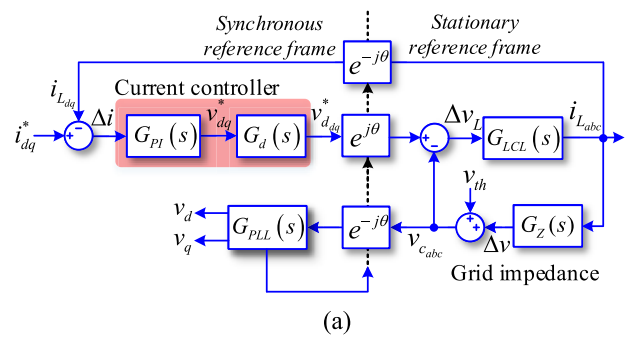 Synchronous reference frame
Stationary reference frame
e^{-jθ}
i_{L_{dq}}
Current controller
i*_{dq}
Δi
G_{PI}(s)
v*_{dq}
G_d(s)
v*_{d_{dq}}
e^{jθ}
Δv_L
G_{LCL}(s)
i_{L_{abc}}
v_{th}
v_d
v_q
G_{PLL}(s)
e^{-jθ}
v_{c_{abc}}
Δv
G_Z(s)
Grid impedance
+
-
+
-
+
+
(a)